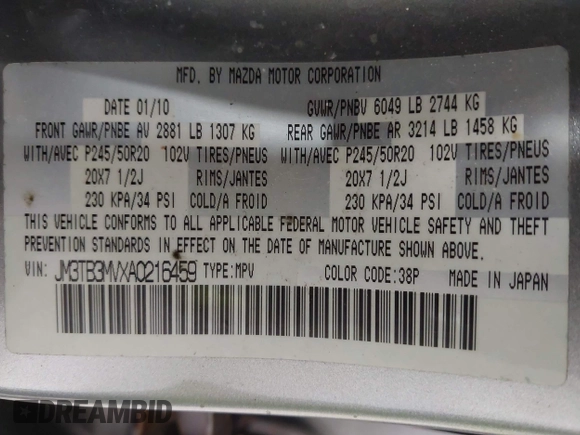 MFD. BY MAZDA MOTOR CORPORATION
DATE 01/10 GVWR/PNBV 6049 LB 2744 KG
FRONT GAWR/PNBE AV 2881 LB 1307 KG REAR GAWR/PNBE AR 3214 LB 1458 KG
WITH/AVEC P245/50R20 102V TIRES/PNEUS WITH/AVEC P245/50R20 102V TIRES/PNEUS
20X7 1/2J RIMS/JANTES 20X7 1/2J RIMS/JANTES
230 KPA/34 PSI COLD/A FROID 230 KPA/34 PSI COLD/A FROID
THIS VEHICLE CONFORMS TO ALL APPLICABLE FEDERAL MOTOR VEHICLE SAFETY AND THEFT
PREVENTION STANDARDS IN EFFECT ON THE DATE OF MANUFACTURE SHOWN ABOVE.
VIN: JM3TB3MVXA0216459 TYPE:MPV COLOR CODE:38P MADE IN JAPAN
DREAMBID